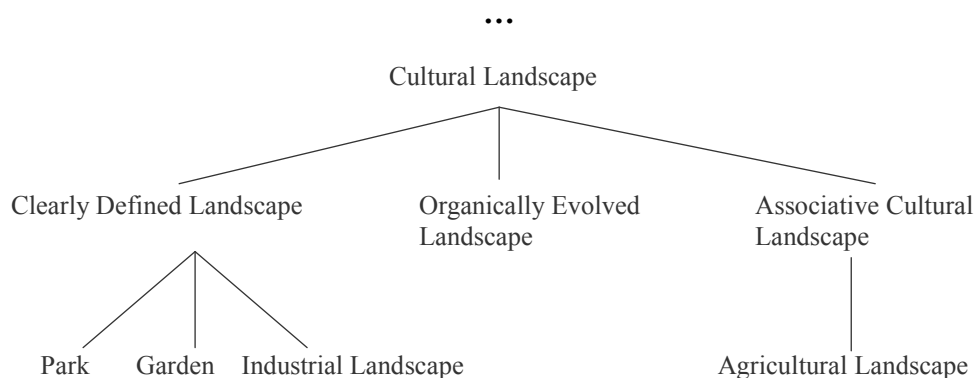 ...
Cultural Landscape
Clearly Defined Landscape
Organically Evolved
Landscape
Associative Cultural
Landscape
Park
Garden
Industrial Landscape
Agricultural Landscape